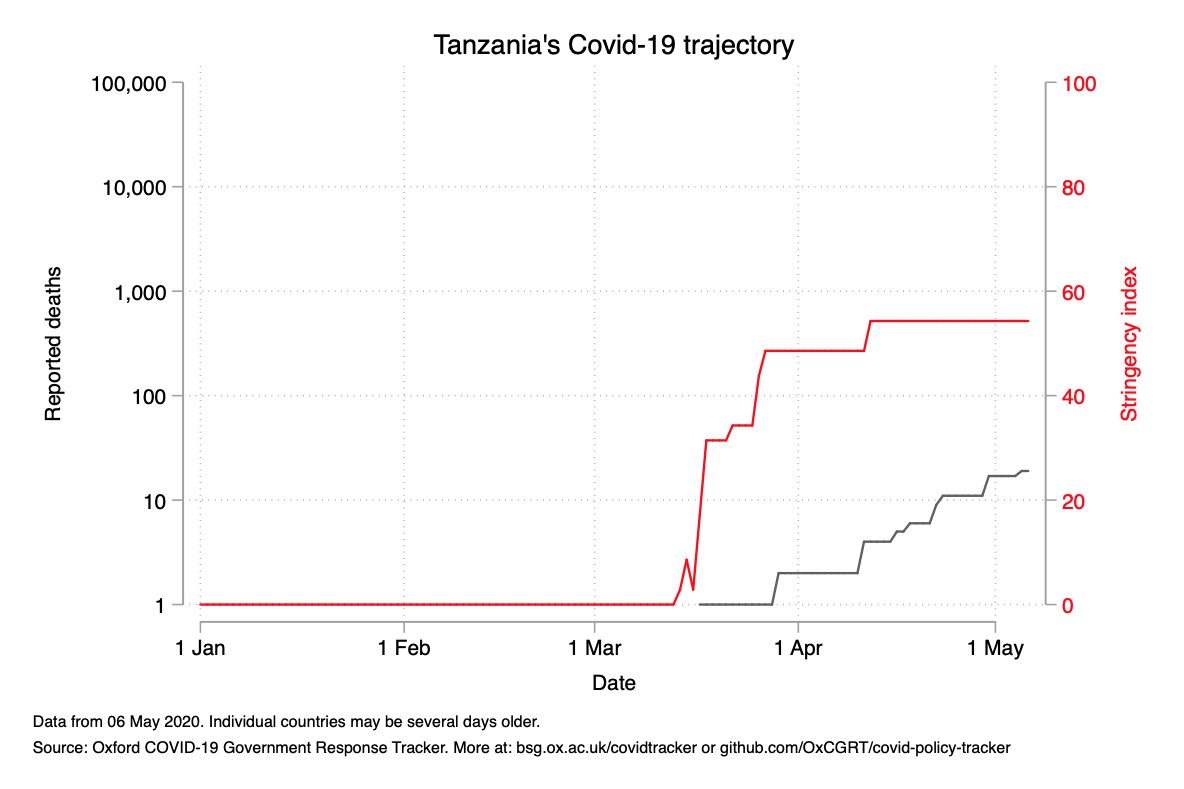 Tanzania's Covid-19 trajectory
100,000
10,000
1,000
100
10
1
Reported deaths
100
80
60
40
20
0
Stringency index
1 Jan
1 Feb
1 Mar
1 Apr
1 May
Date
Data from 06 May 2020. Individual countries may be several days older.
Source: Oxford COVID-19 Government Response Tracker. More at: bsg.ox.ac.uk/covidtracker or github.com/OxCGRT/covid-policy-tracker